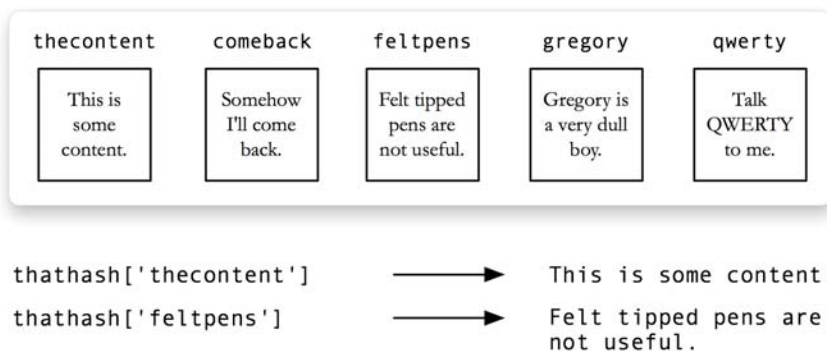 thecontent comeback feltpens gregory qwerty
This is
some
content.
Somehow
I'll come
back.
Felt tipped
pens are
not useful.
Gregory is
a very dull
boy.
Talk
QWERTY
to me.
thathash['thecontent'] This is some content
thathash['feltpens'] Felt tipped pens are
not useful.